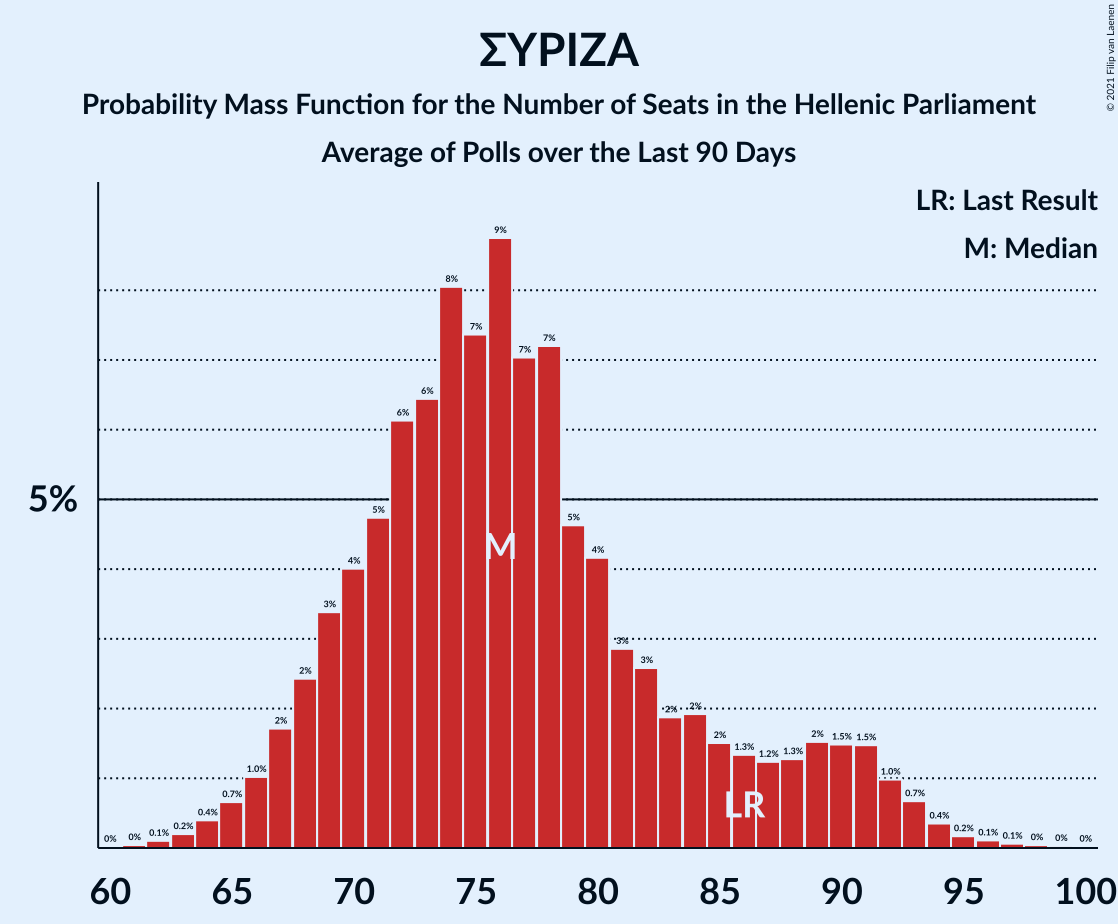 ΣΥΡΙΖΑ
Probability Mass Function for the Number of Seats in the Hellenic Parliament
Average of Polls over the Last 90 Days
© 2021 Filip van Laenen
LR: Last Result
M: Median
5%
0% 0% 0.1% 0.2% 0.4% 0.7% 1.0% 2% 2% 3% 4% 5% 6% 6% 8% 7% 9% 7% 7% 5% 4% 3% 3% 2% 2% 2% 1.3% 1.2% 1.3% 2% 1.5% 1.5% 1.0% 0.7% 0.4% 0.2% 0.1% 0.1% 0% 0% 0%
M
LR
60 65 70 75 80 85 90 95 100